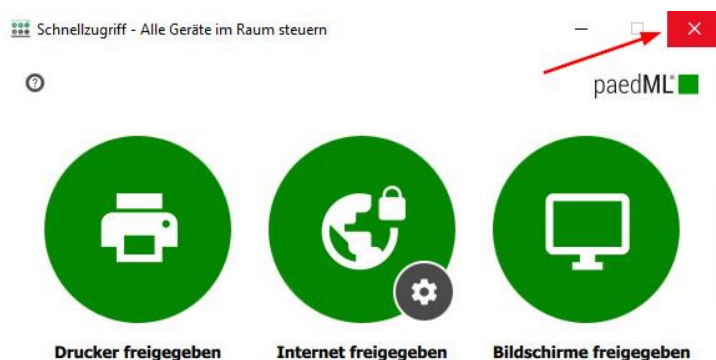 Schnellzugriff - Alle Geräte im Raum steuern
paedML®
Drucker freigegeben
Internet freigegeben
Bildschirme freigegeben